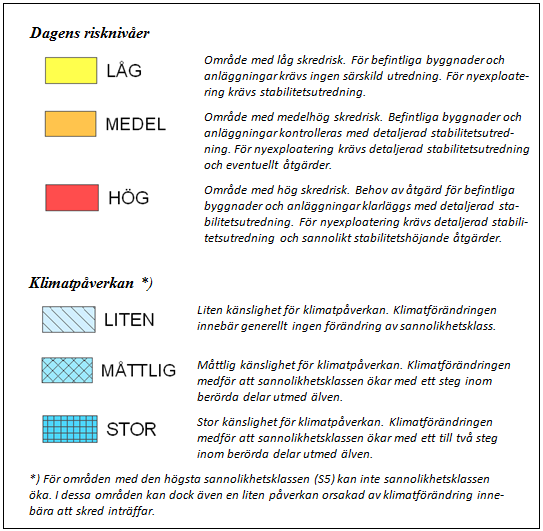 Dagens risknivåer
LÅG
Område med låg skredrisk. För befintliga byggnader och
anläggningar krävs ingen särskild utredning. För nyexploate-
ring krävs stabilitetsutredning.
MEDEL
Område med medelhög skredrisk. Befintliga byggnader och
anläggningar kontrolleras med detaljerad stabilitetsutred-
ning. För nyexploatering krävs detaljerad stabilitetsutredning
och eventuellt åtgärder.
HÖG
Område med hög skredrisk. Behov av åtgärd för befintliga
byggnader och anläggningar klarläggs med detaljerad sta-
bilitetsutredning. För nyexploatering krävs detaljerad stabili-
tetsutredning och sannolikt stabilitetshöjande åtgärder.
Klimatpåverkan *)
LITEN
Liten känslighet för klimatpåverkan. Klimatförändringen
innebär generellt ingen förändring av sannolikhetsklass.
MÅTTLIG
Måttlig känslighet för klimatpåverkan. Klimatförändringen
medför att sannolikhetsklassen ökar med ett steg inom
berörda delar utmed älven.
STOR
Stor känslighet för klimatpåverkan. Klimatförändringen
medför att sannolikhetsklassen ökar med ett till två steg
inom berörda delar utmed älven.
*) För områden med den högsta sannolikhetsklassen (S5) kan inte sannolikhetsklassen
öka. I dessa områden kan dock även en liten påverkan orsakad av klimatförändring inne-
bära att skred inträffar.